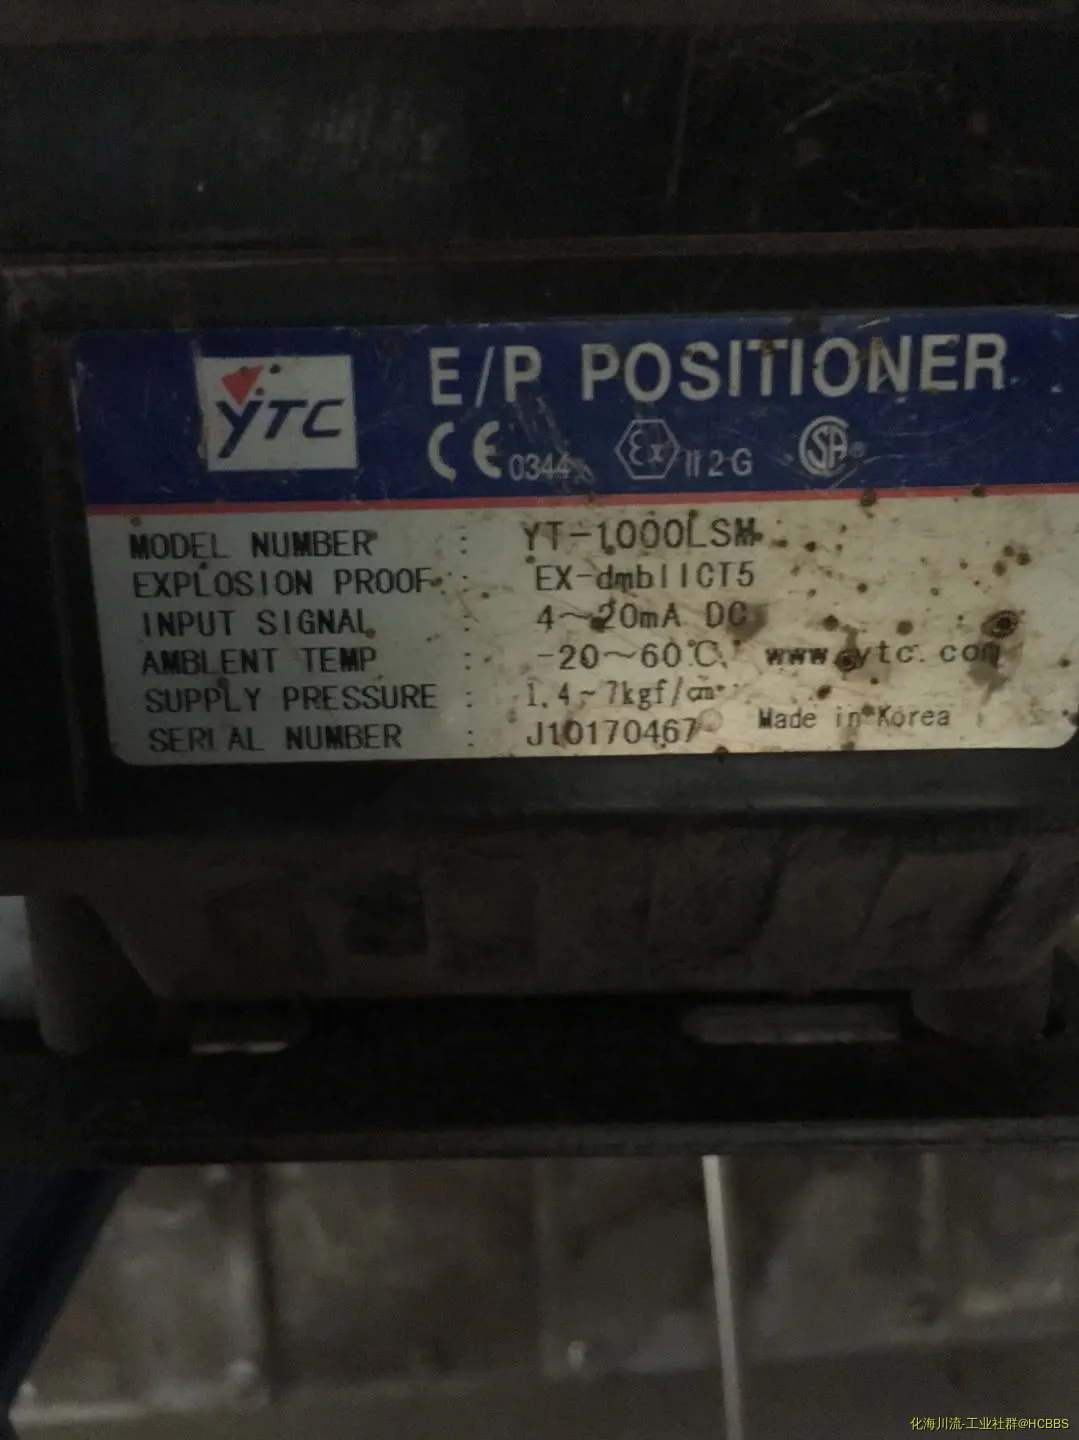 YTC
E/P POSITIONER
CE 0344 Ex II 2 G SA
MODEL NUMBER : YT-1000LSM
EXPLOSION PROOF : EX-dmbIICT5
INPUT SIGNAL : 4~20mA DC
AMBLENT TEMP : -20~60℃ www.ytc.com
SUPPLY PRESSURE : 1.4~7kgf/㎠
SERIAL NUMBER : J10170467 Made in Korea
化海川流-工业社群@HCBBS